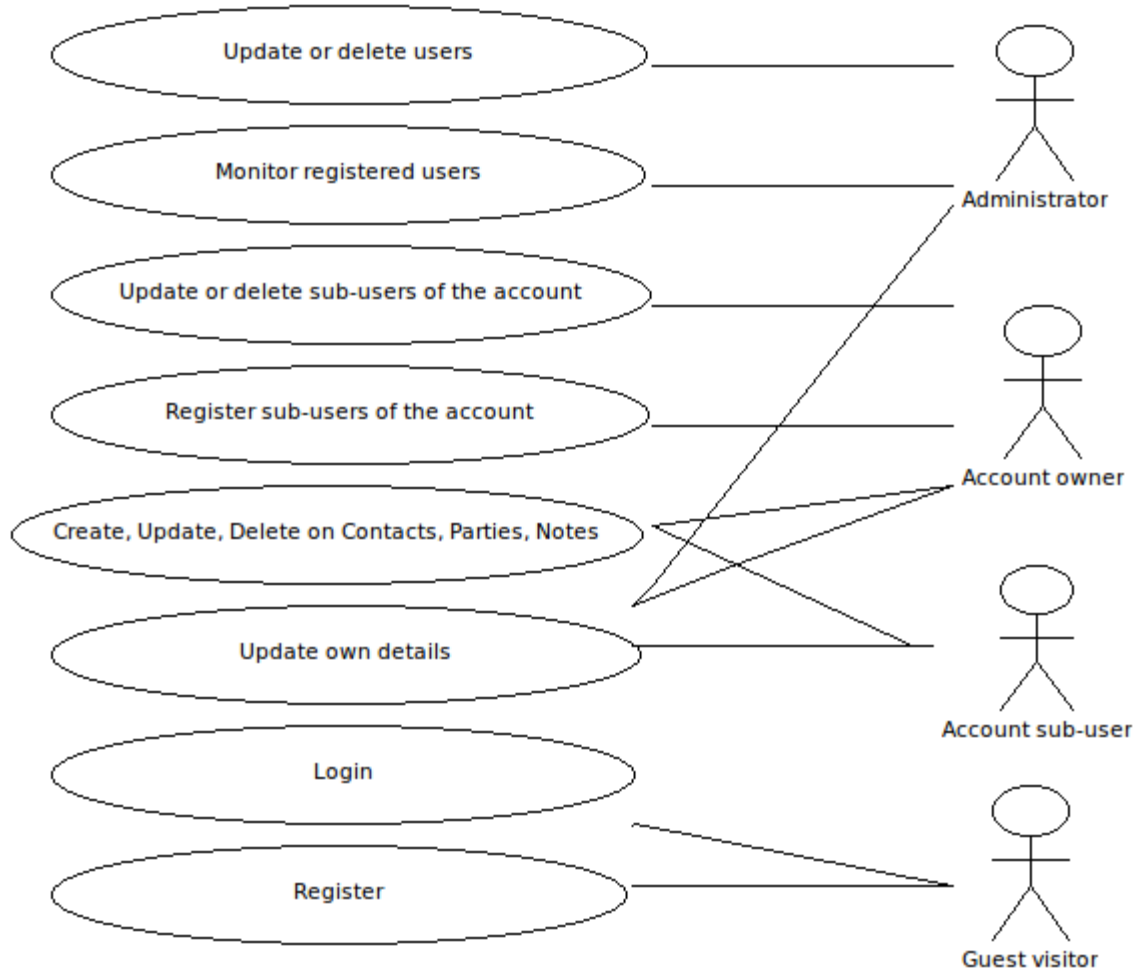 Update or delete users
Monitor registered users
Administrator
Update or delete sub-users of the account
Register sub-users of the account
Account owner
Create, Update, Delete on Contacts, Parties, Notes
Update own details
Account sub-user
Login
Register
Guest visitor